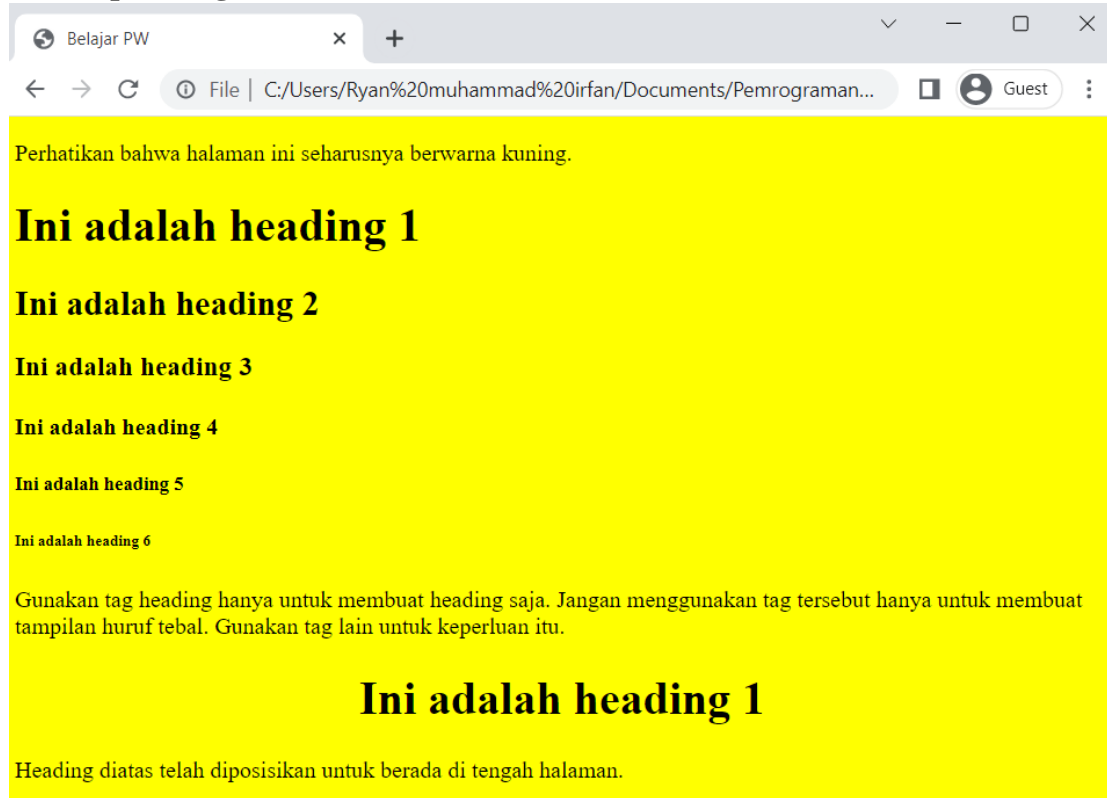 Belajar PW
File | C:/Users/Ryan%20muhammad%20irfan/Documents/Pemrograman...
Guest
Perhatikan bahwa halaman ini seharusnya berwarna kuning.
Ini adalah heading 1
Ini adalah heading 2
Ini adalah heading 3
Ini adalah heading 4
Ini adalah heading 5
Ini adalah heading 6
Gunakan tag heading hanya untuk membuat heading saja. Jangan menggunakan tag tersebut hanya untuk membuat
tampilan huruf tebal. Gunakan tag lain untuk keperluan itu.
Ini adalah heading 1
Heading diatas telah diposisikan untuk berada di tengah halaman.